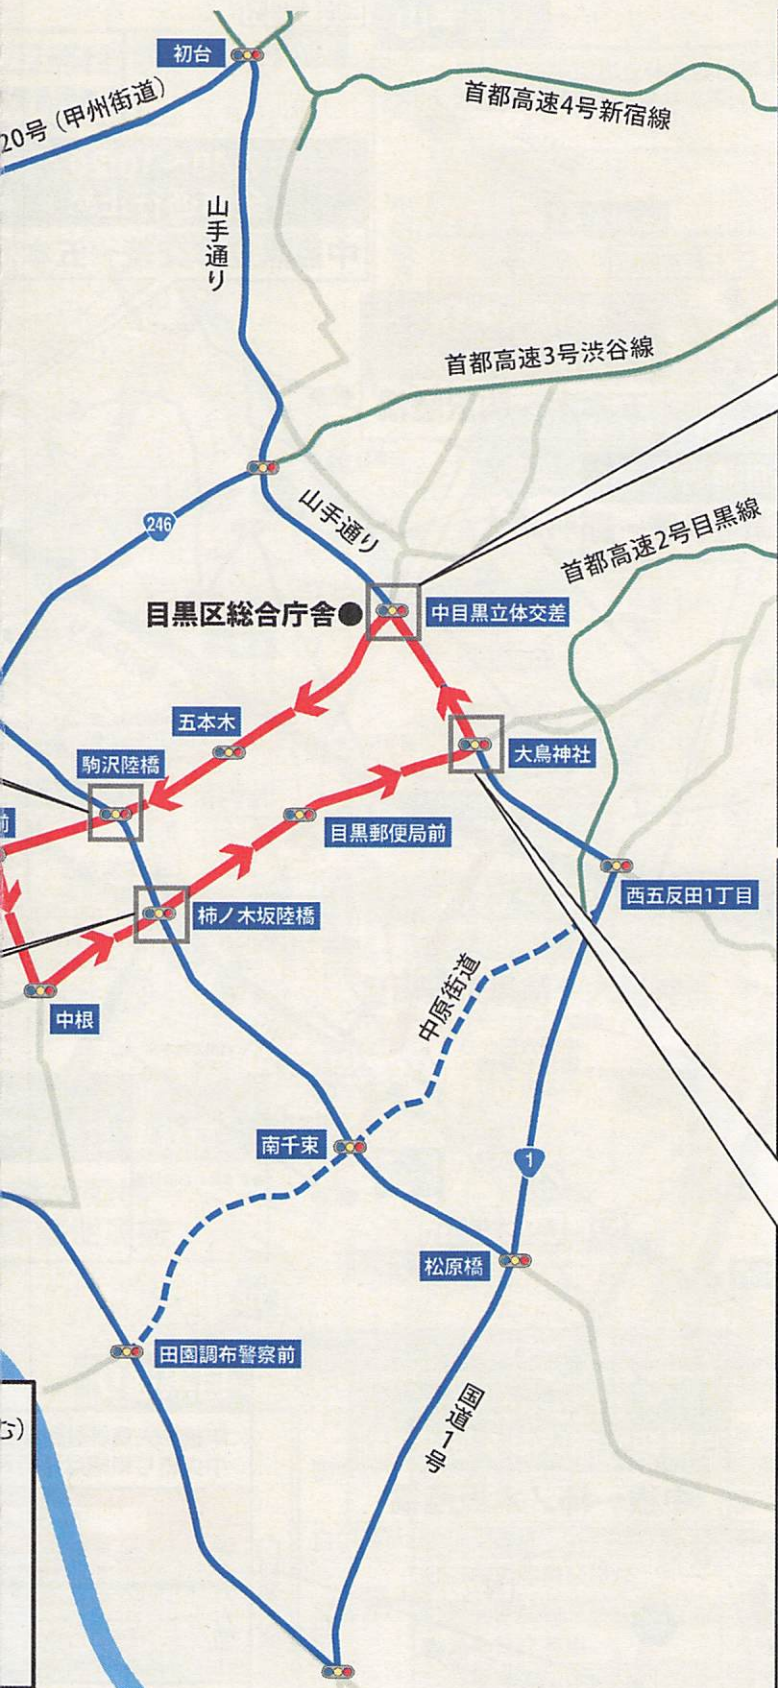 初台
20号（甲州街道）
首都高速4号新宿線
山手通り
首都高速3号渋谷線
246
山手通り
首都高速2号目黒線
目黒区総合庁舎
中目黒立体交差
五本木
大鳥神社
駒沢陸橋
前
目黒郵便局前
西五反田1丁目
柿ノ木坂陸橋
中原街道
中根
南千束
1
松原橋
田園調布警察前
国道1号
む）